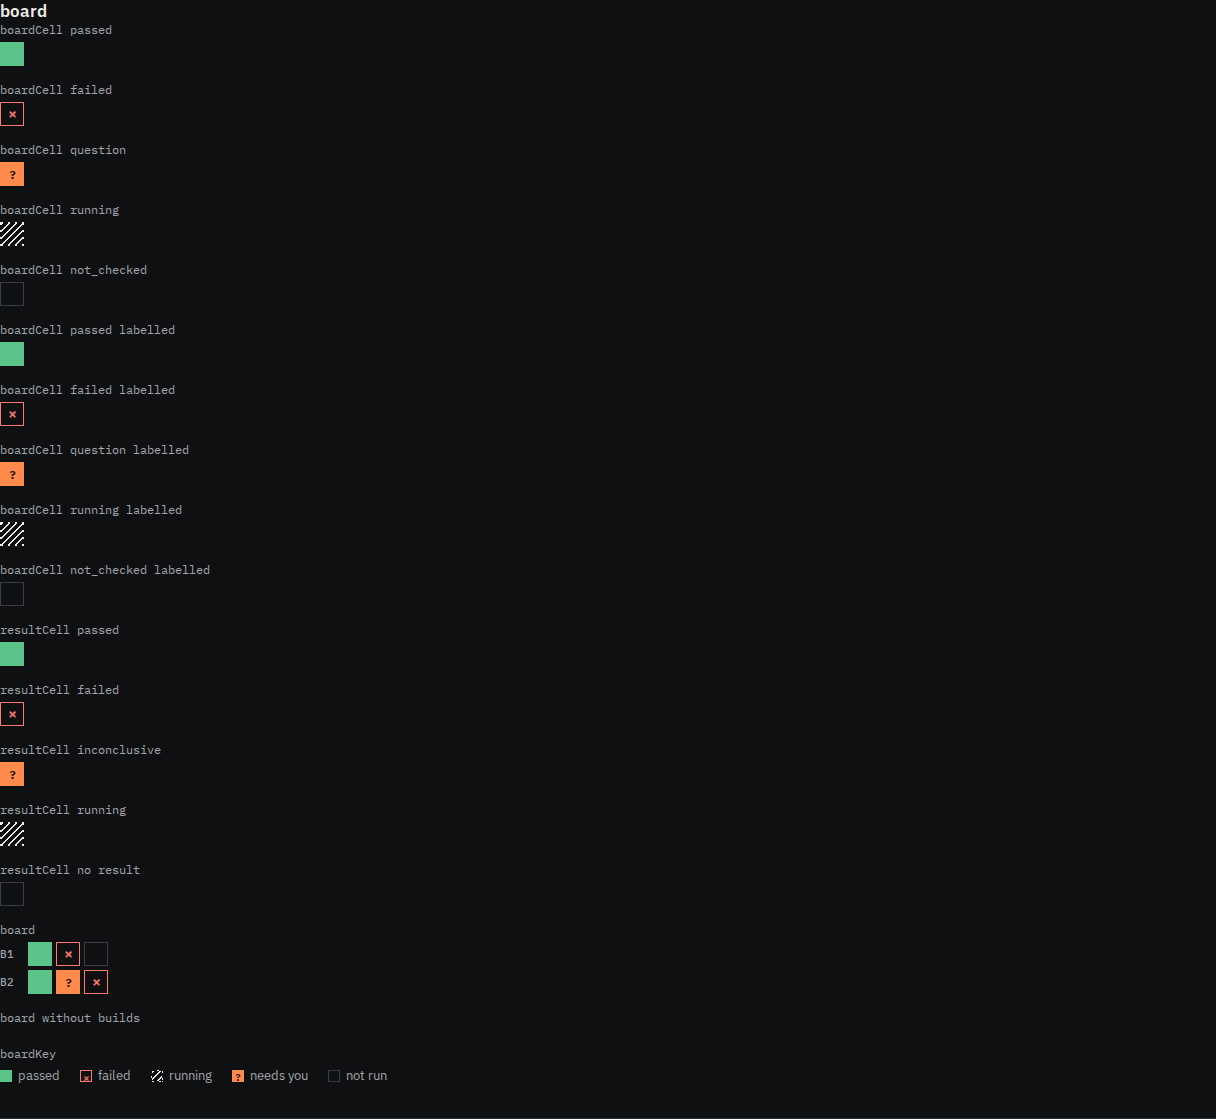 board
boardCell passed
×
boardCell failed
boardCell question
?
boardCell running
boardCell not_checked
boardCell passed labelled
boardCell failed labelled
×
boardCell question labelled
?
boardCell running labelled
boardCell not_checked labelled
resultCell passed
resultCell failed
×
resultCell inconclusive
?
resultCell running
resultCell no result
board
B1 ×
B2 ? ×
board without builds
boardKey
passed × failed running ? needs you not run